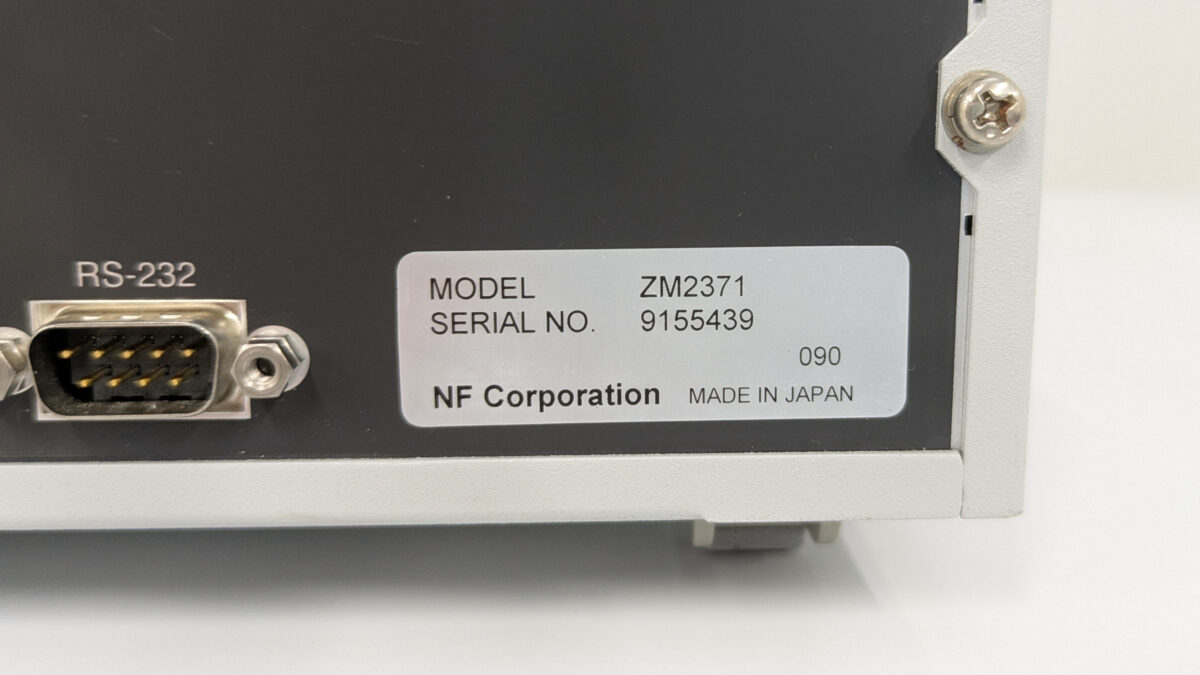 RS-232
MODEL ZM2371
SERIAL NO. 9155439
090
NF Corporation MADE IN JAPAN